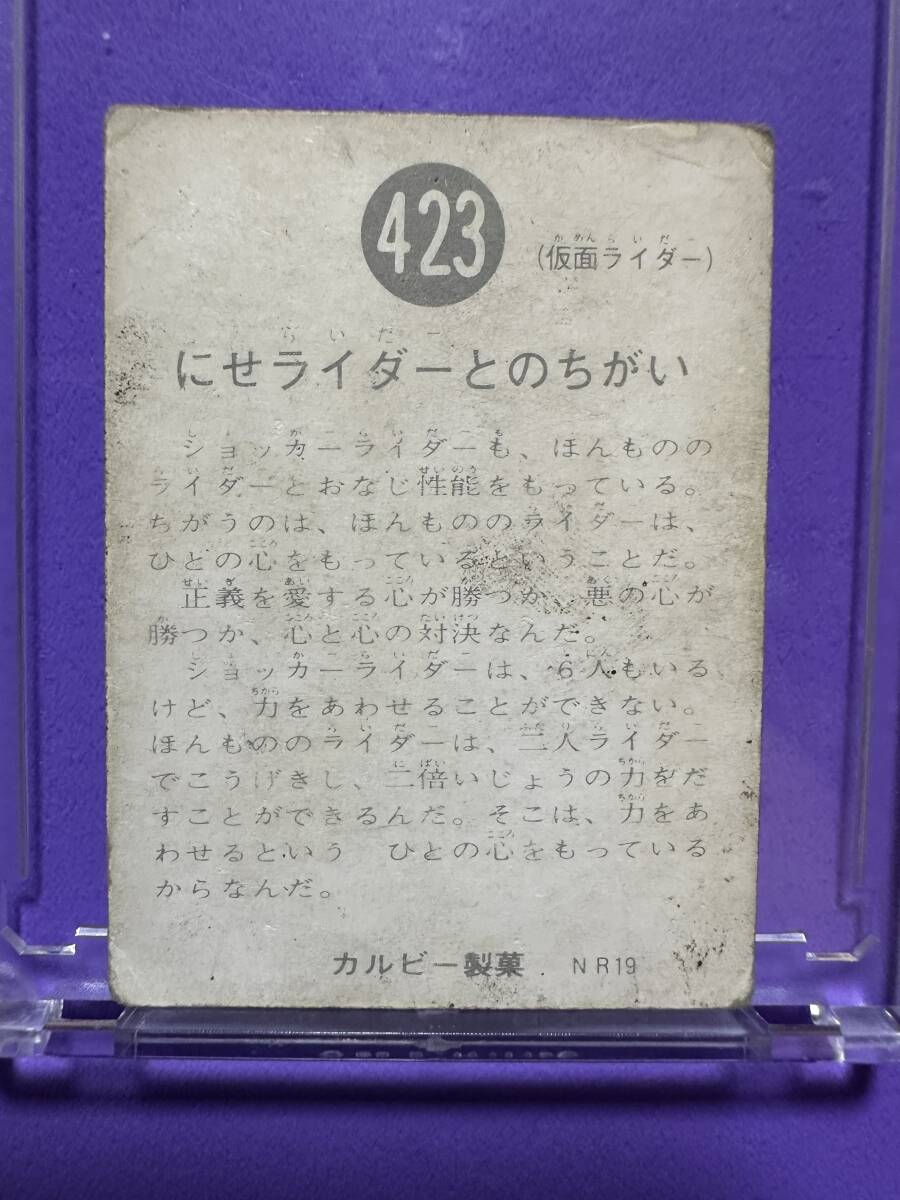 423
(仮面ライダー)
にせライダーとのちがい
ショッカーライダーも、ほんものの
ライダーとおなじ性能をもっている。
ちがうのは、ほんもののライダーは、
ひとの心をもっているということだ。
正義を愛する心が勝つか、悪の心が
勝つか、心と心の対決なんだ。
ショッカーライダーは、6人もいる
けど、力をあわせることができない。
ほんもののライダーは、二人ライダー
でこうげきし、二倍いじょうの力をだ
すことができるんだ。そこは、力をあ
わせるという ひとの心をもっている
からなんだ。
カルビー製菓 NR19